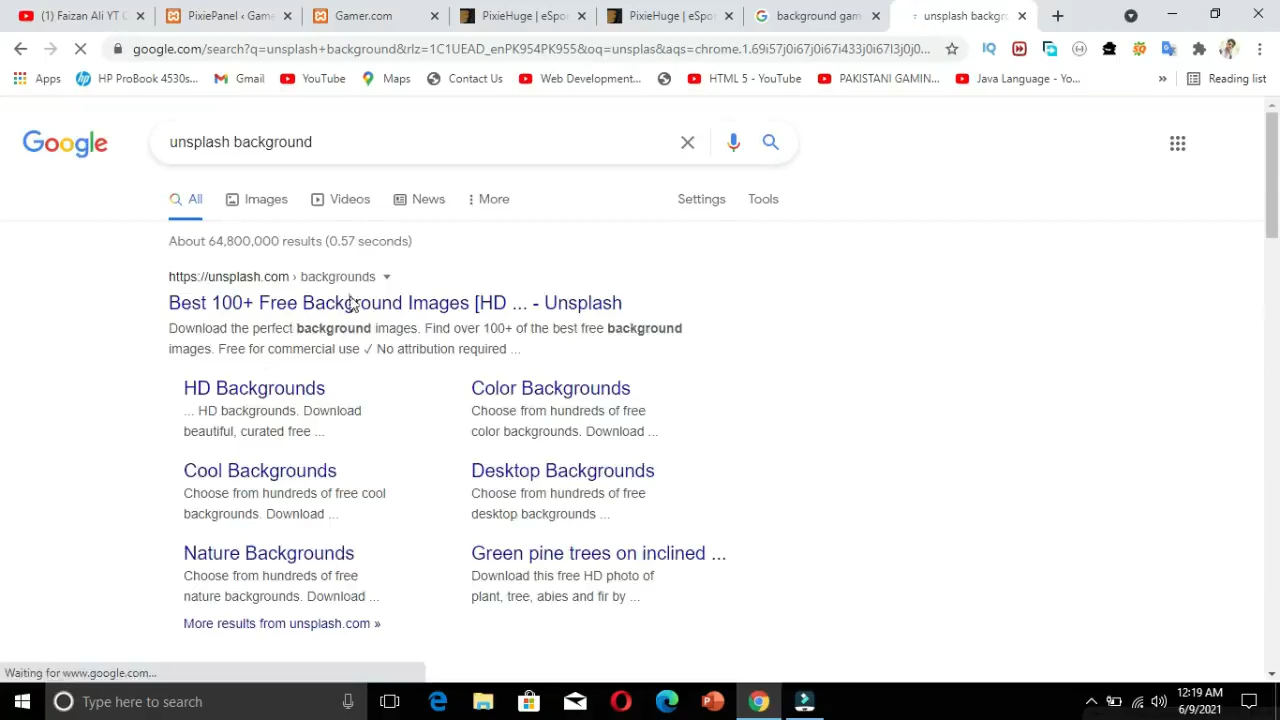 (1) Faizan Ali YT C
PixiePanel ‹ Game
Gamer.com
PixieHuge | eSpo
PixieHuge | eSpo
background gam
unsplash backgr
google.com/search?q=unsplash+background&rlz=1C1UEAD_enPK954PK955&oq=unsplas&aqs=chrome.1.69i57j0i67j0i67i433j0i67l3j0j0...
Apps
HP ProBook 4530s...
Gmail
YouTube
Maps
Contact Us
Web Development...
HTML 5 - YouTube
PAKISTANI GAMIN...
Java Language - Yo...
»
Reading list
Google
unsplash background
All
Images
Videos
News
More
Settings
Tools
About 64,800,000 results (0.57 seconds)
https://unsplash.com › backgrounds
Best 100+ Free Background Images [HD ... - Unsplash
Download the perfect background images. Find over 100+ of the best free background
images. Free for commercial use ✓ No attribution required ...
HD Backgrounds
... HD backgrounds. Download
beautiful, curated free ...
Color Backgrounds
Choose from hundreds of free
color backgrounds. Download ...
Cool Backgrounds
Choose from hundreds of free cool
backgrounds. Download ...
Desktop Backgrounds
Choose from hundreds of free
desktop backgrounds ...
Nature Backgrounds
Choose from hundreds of free
nature backgrounds. Download ...
Green pine trees on inclined ...
Download this free HD photo of
plant, tree, abies and fir by ...
More results from unsplash.com »
Waiting for www.google.com...
Type here to search
12:19 AM
6/9/2021